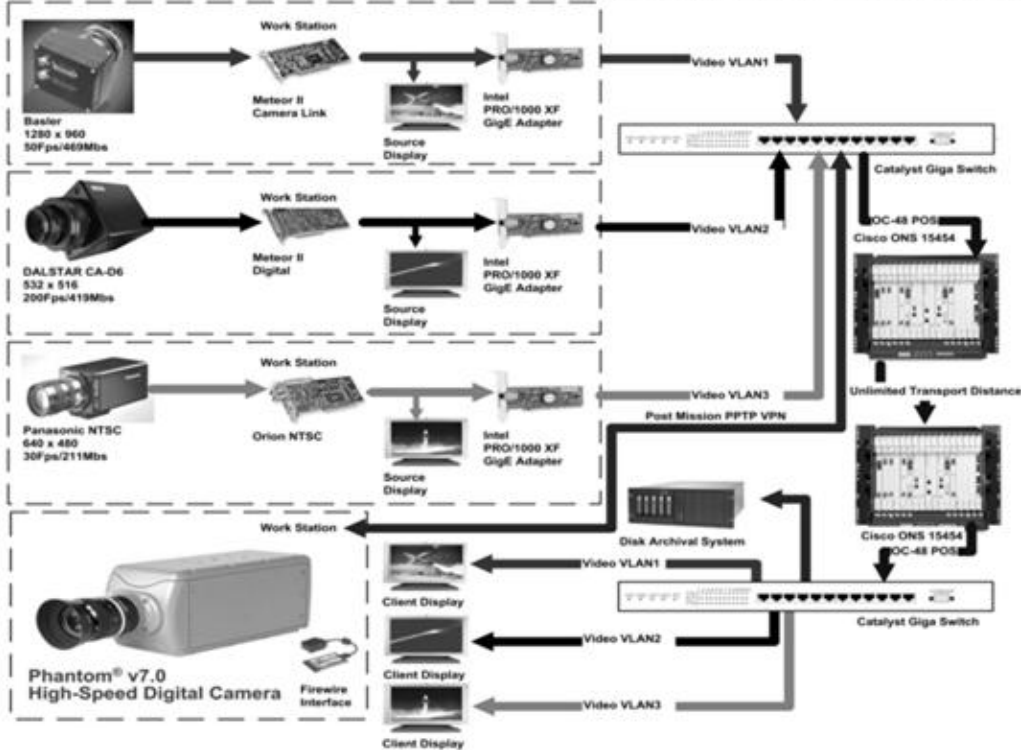 Work Station
Basler
1280 x 960
50Fps/469Mbs
Meteor II
Camera Link
Source
Display
Intel
PRO/1000 XF
GigE Adapter
Video VLAN1
Catalyst Giga Switch
Work Station
DALSTAR CA-D6
532 x 516
200Fps/419Mbs
Meteor II
Digital
Source
Display
Intel
PRO/1000 XF
GigE Adapter
Video VLAN2
OC-48 POS
Cisco ONS 15454
Work Station
Panasonic NTSC
640 x 480
30Fps/211Mbs
Orion NTSC
Source
Display
Intel
PRO/1000 XF
GigE Adapter
Video VLAN3
Post Mission PPTP VPN
Unlimited Transport Distance
Work Station
Phantom® v7.0
High-Speed Digital Camera
Firewire
Interface
Disk Archival System
Cisco ONS 15454
OC-48 POS
Video VLAN1
Client Display
Catalyst Giga Switch
Video VLAN2
Client Display
Video VLAN3
Client Display